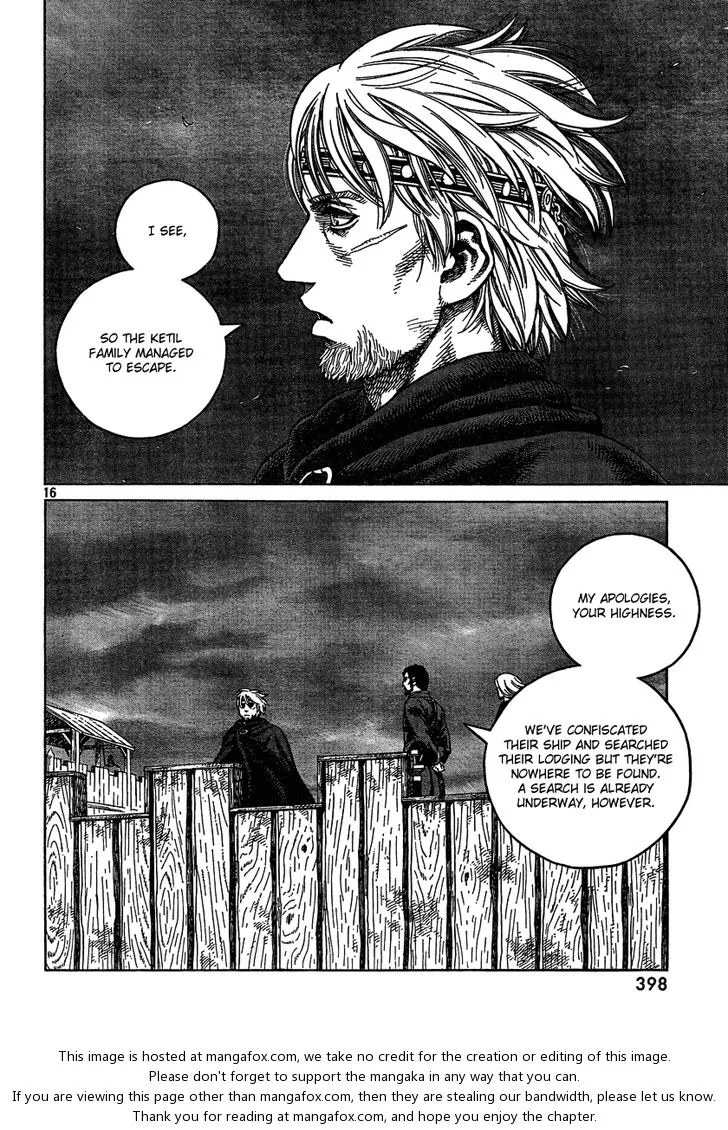 I SEE,
SO THE KETIL
FAMILY MANAGED
TO ESCAPE.
16
MY APOLOGIES,
YOUR HIGHNESS.
WE'VE CONFISCATED
THEIR SHIP AND SEARCHED
THEIR LODGING BUT THEY'RE
NOWHERE TO BE FOUND.
A SEARCH IS ALREADY
UNDERWAY, HOWEVER.
398
This image is hosted at mangafox.com, we take no credit for the creation or editing of this image.
Please don't forget to support the mangaka in any way that you can.
If you are viewing this page other than mangafox.com, then they are stealing our bandwidth, please let us know.
Thank you for reading at mangafox.com, and hope you enjoy the chapter.